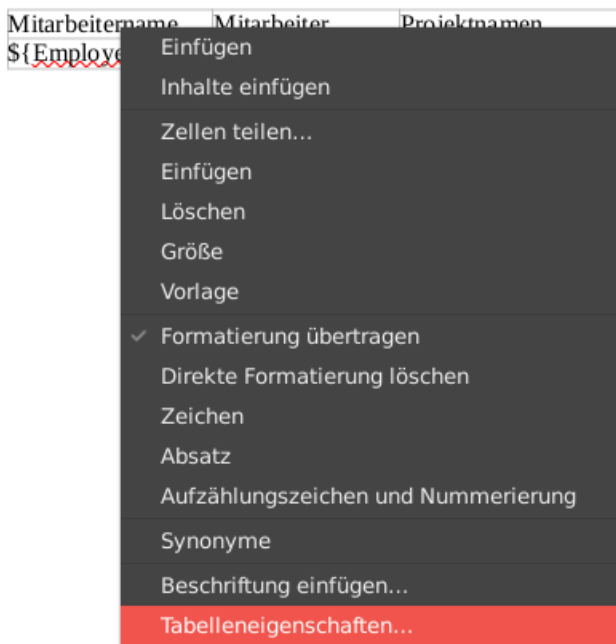 Mitarbeitername Mitarbeiter Projektnamen
${Employe
Einfügen
Inhalte einfügen
Zellen teilen...
Einfügen
Löschen
Größe
Vorlage
Formatierung übertragen
Direkte Formatierung löschen
Zeichen
Absatz
Aufzählungszeichen und Nummerierung
Synonyme
Beschriftung einfügen...
Tabelleneigenschaften...